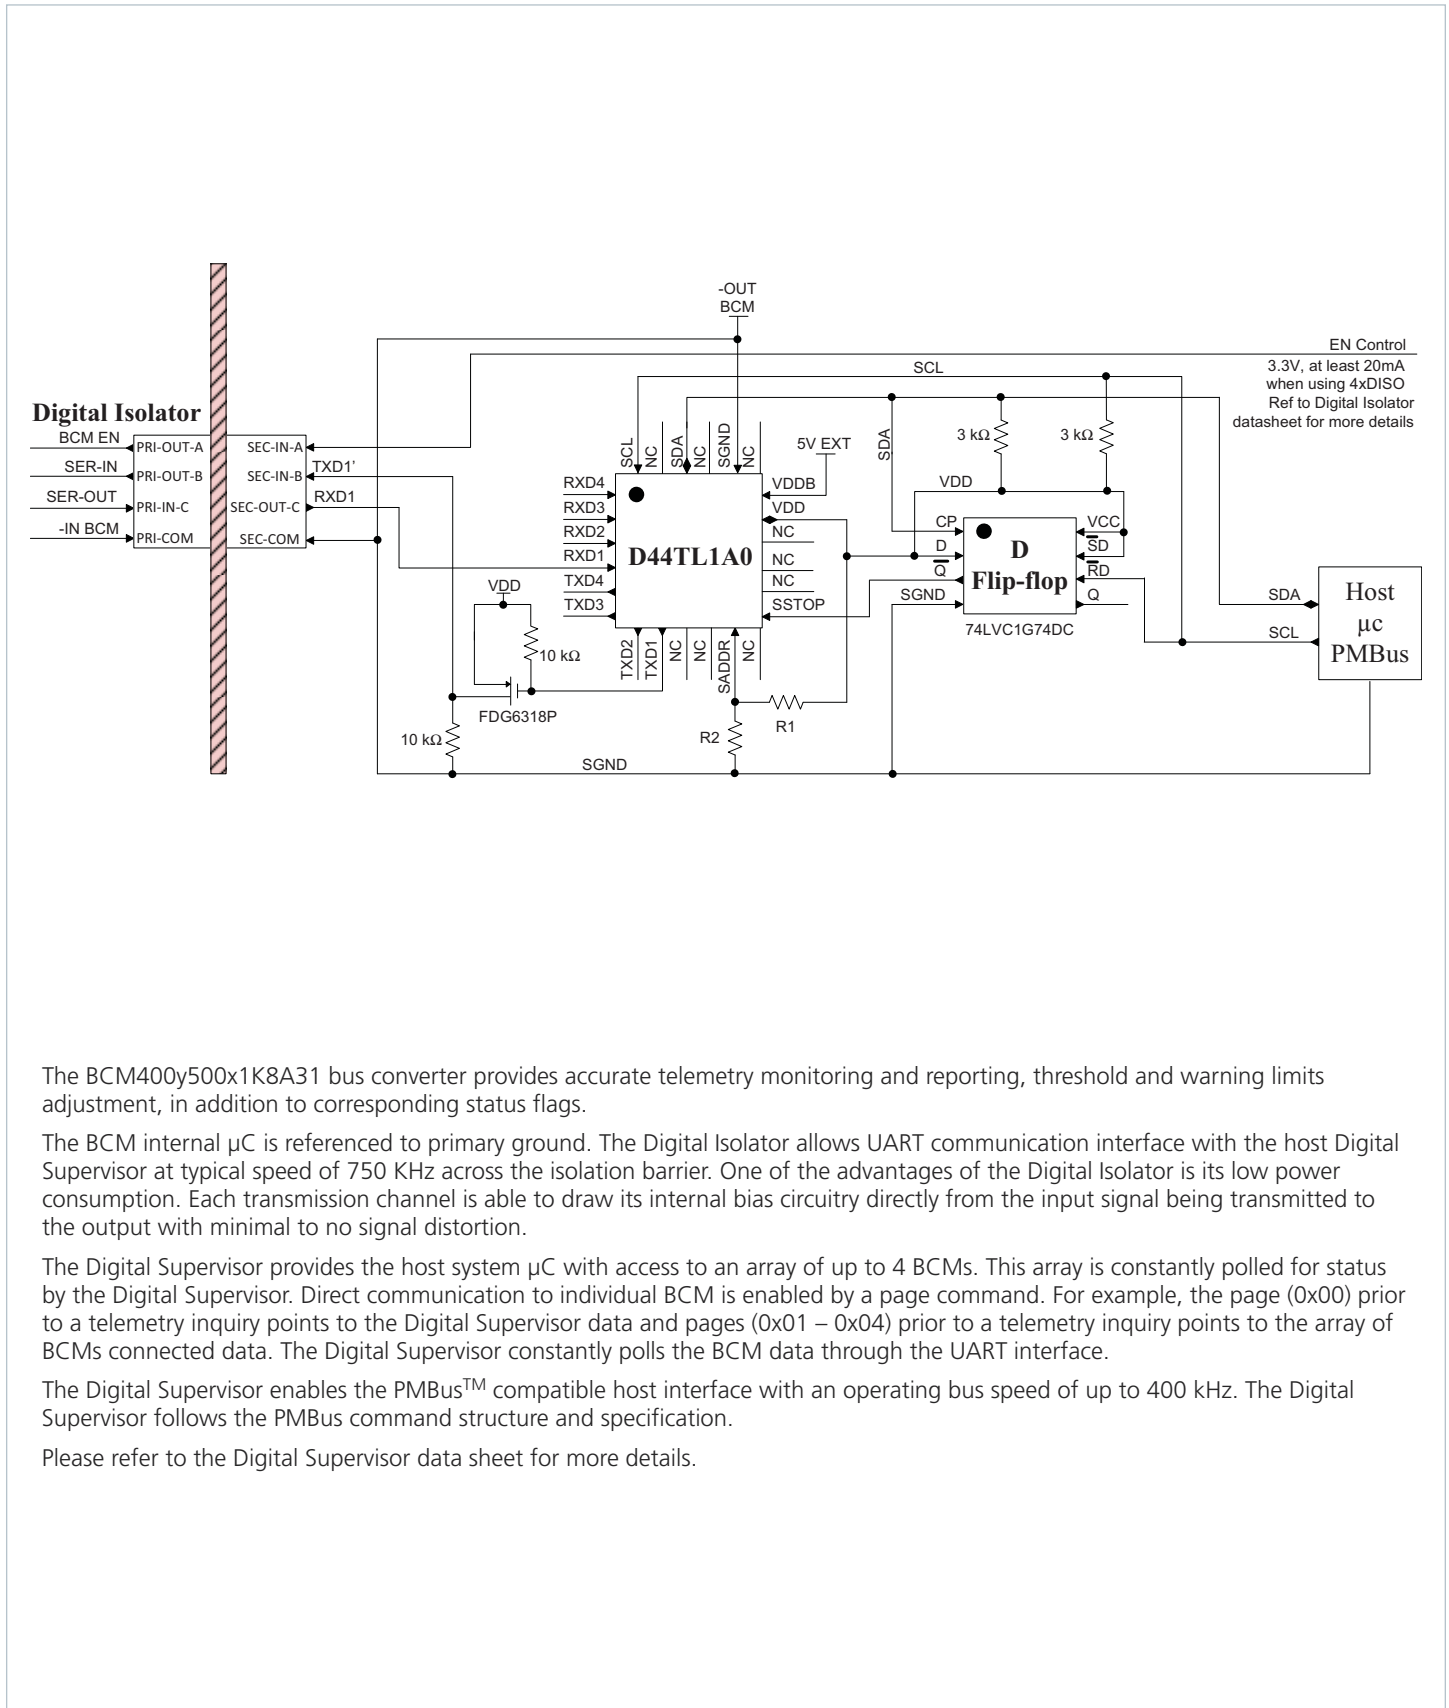 -OUT
BCM
EN Control
SCL
3.3V, at least 20mA
when using 4xDISO
Ref to Digital Isolator
datasheet for more details
Digital Isolator
BCM EN
PRI-OUT-A
SEC-IN-A
SER-IN
PRI-OUT-B
SEC-IN-B
TXD1'
SER-OUT
PRI-IN-C
SEC-OUT-C
RXD1
-IN BCM
PRI-COM
SEC-COM
SCL
NC
SDA
NC
SGND
NC
5V EXT
SDA
3 kΩ
3 kΩ
RXD4
RXD3
RXD2
RXD1
TXD4
TXD3
D44TL1A0
VDDB
VDD
NC
NC
NC
SSTOP
TXD2
TXD1
NC
NC
SADDR
NC
VDD
CP
D
Q̅
SGND
D
Flip-flop
VCC
S̅D
R̅D
Q
74LVC1G74DC
SDA
SCL
Host
µc
PMBus
VDD
10 kΩ
FDG6318P
10 kΩ
R1
R2
SGND
The BCM400y500x1K8A31 bus converter provides accurate telemetry monitoring and reporting, threshold and warning limits
adjustment, in addition to corresponding status flags.
The BCM internal µC is referenced to primary ground. The Digital Isolator allows UART communication interface with the host Digital
Supervisor at typical speed of 750 KHz across the isolation barrier. One of the advantages of the Digital Isolator is its low power
consumption. Each transmission channel is able to draw its internal bias circuitry directly from the input signal being transmitted to
the output with minimal to no signal distortion.
The Digital Supervisor provides the host system µC with access to an array of up to 4 BCMs. This array is constantly polled for status
by the Digital Supervisor. Direct communication to individual BCM is enabled by a page command. For example, the page (0x00) prior
to a telemetry inquiry points to the Digital Supervisor data and pages (0x01 – 0x04) prior to a telemetry inquiry points to the array of
BCMs connected data. The Digital Supervisor constantly polls the BCM data through the UART interface.
The Digital Supervisor enables the PMBus™ compatible host interface with an operating bus speed of up to 400 kHz. The Digital
Supervisor follows the PMBus command structure and specification.
Please refer to the Digital Supervisor data sheet for more details.